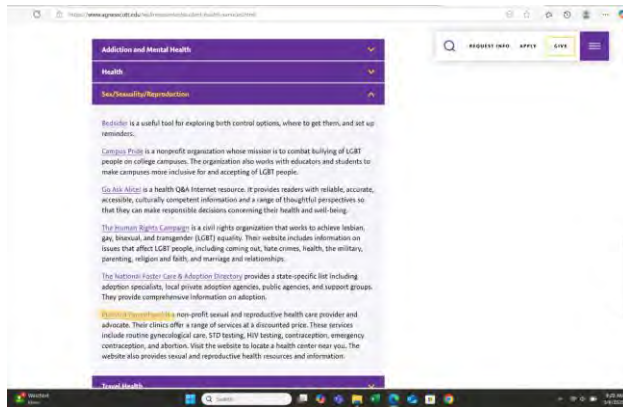 www.agnesscott.edu
REQUEST INFO APPLY GIVE
Addiction and Mental Health
Health
Sex/Sexuality/Reproduction
Bedsider is a useful tool for exploring birth control options, where to get them, and set up
reminders.
Campus Pride is a nonprofit organization whose mission is to combat bullying of LGBT
people on college campuses. The organization also works with educators and students to
make campuses more inclusive for and accepting of LGBT people.
Go Ask Alice! is a health Q&A Internet resource. It provides readers with reliable, accurate,
accessible, culturally competent information and a range of thoughtful perspectives so
that they can make responsible decisions concerning their health and well-being.
The Human Rights Campaign is a civil rights organization that works to achieve lesbian,
gay, bisexual, and transgender (LGBT) equality. Their website includes information on
issues that affect LGBT people, including coming out, hate crimes, health, the military,
parenting, religion and faith, and marriage and relationships.
The National Foster Care & Adoption Directory provides a state-specific list including
adoption specialists, local private adoption agencies, public agencies, and support groups.
They provide comprehensive information on adoption.
Planned Parenthood is a non-profit sexual and reproductive health care provider and
advocate. Their clinics offer a range of services at a discounted price. These services
include routine gynecological care, STD testing, HIV testing, contraception, emergency
contraception, and abortion. Visit the website to locate a health center near you. The
website also provides sexual and reproductive health resources and information.
Travel Health
Search